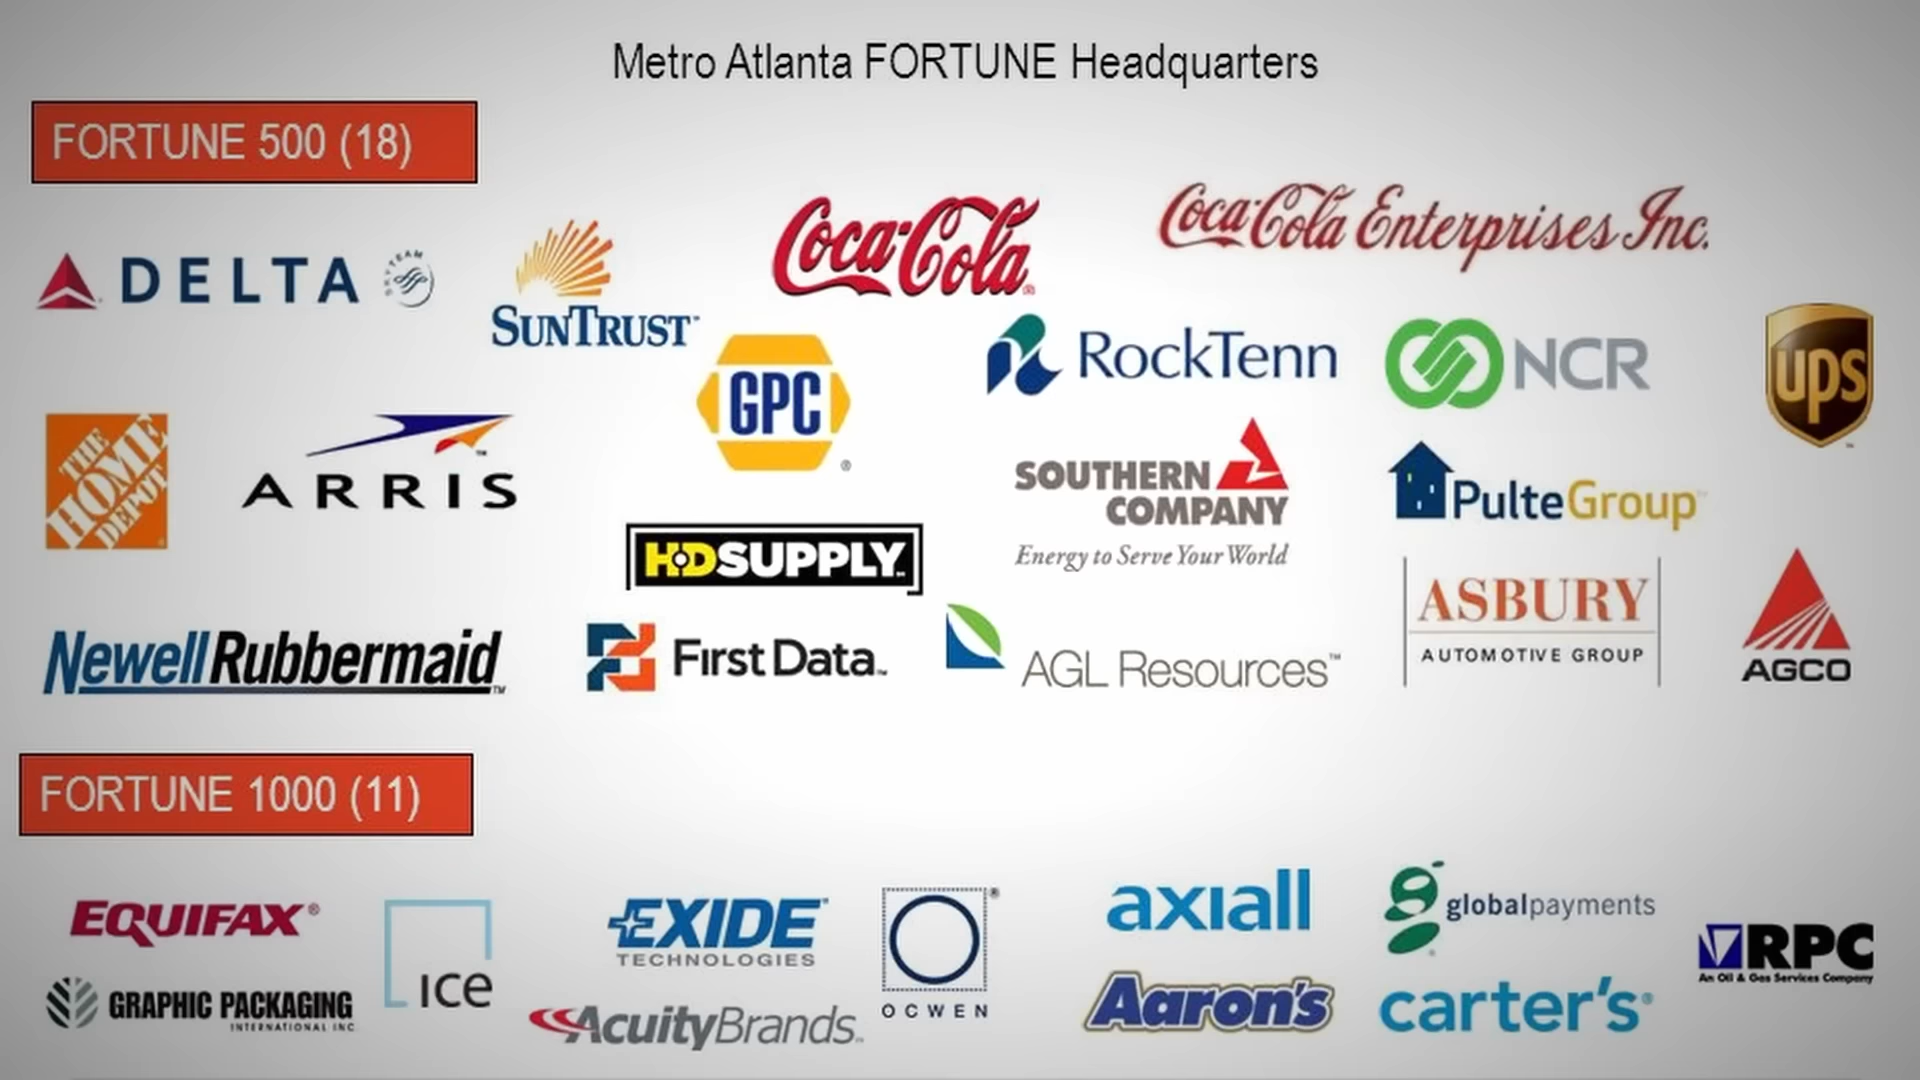 Metro Atlanta FORTUNE Headquarters
FORTUNE 500 (18)
DELTA
SKYTEAM
SUNTRUST
Coca-Cola
Coca-Cola Enterprises Inc.
GPC
RockTenn
NCR
ups
THE
HOME
DEPOT
ARRIS
SOUTHERN
COMPANY
Energy to Serve Your World
PulteGroup
HDSUPPLY
Newell Rubbermaid
First Data
AGL Resources
ASBURY
AUTOMOTIVE GROUP
AGCO
FORTUNE 1000 (11)
EQUIFAX
ice
EXIDE
TECHNOLOGIES
OCWEN
axiall
globalpayments
RPC
An Oil & Gas Services Company
GRAPHIC PACKAGING
INTERNATIONAL INC
AcuityBrands
Aaron's
carter's